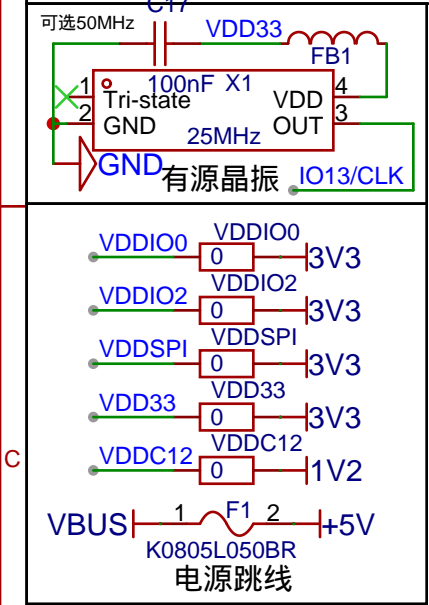 C17
可选50MHz
VDD33
FB1
100nF X1
1
Tri-state
VDD
4
2
GND
OUT
3
25MHz
GND
有源晶振
IO13/CLK
VDDIO0
VDDIO0
0
3V3
VDDIO2
VDDIO2
0
3V3
VDDSPI
VDDSPI
0
3V3
VDD33
VDD33
0
3V3
VDDC12
VDDC12
0
1V2
C
VBUS
1
F1
2
+5V
K0805L050BR
电源跳线